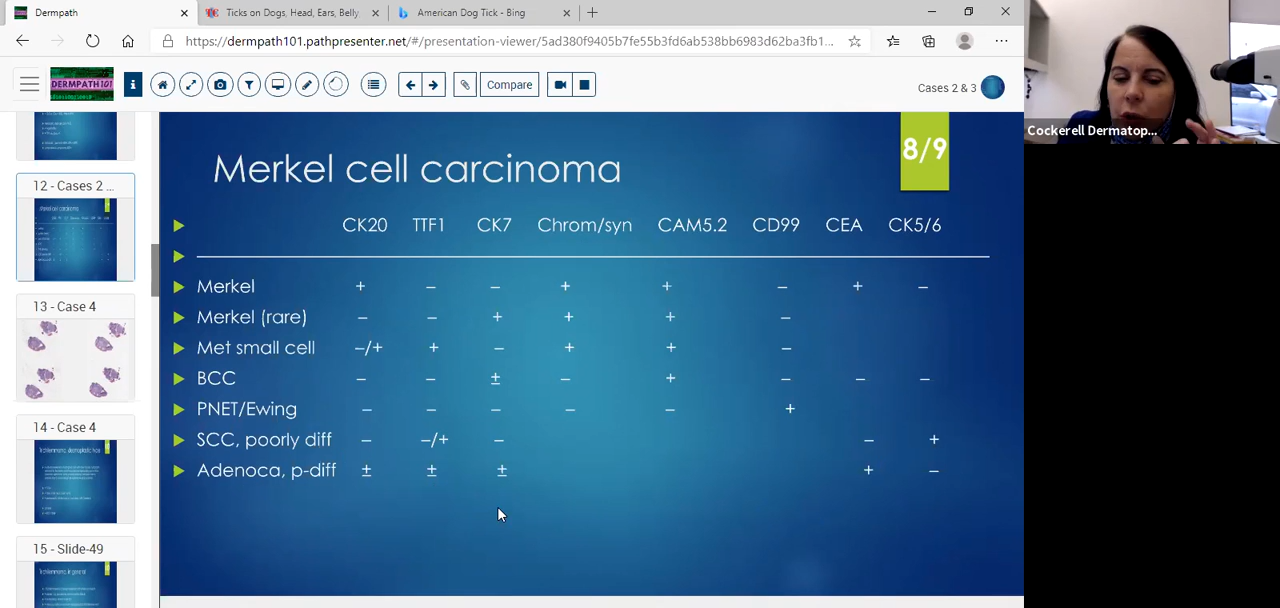 Dermpath
Ticks on Dogs, Head, Ears, Belly
American Dog Tick - Bing
https://dermpath101.pathpresenter.net/#/presentation-viewer/5ad380f9405b7fe55b3fd6ab538bb6983d62ba3fb1...
DERMPATH 101
Compare
Cases 2 & 3
Cockerell Dermatop...
12 - Cases 2 ...
13 - Case 4
14 - Case 4
15 - Slide-49
Merkel cell carcinoma
8/9
CK20 TTF1 CK7 Chrom/syn CAM5.2 CD99 CEA CK5/6
Merkel + – – + + – + –
Merkel (rare) – – + + + –
Met small cell –/+ + – + + –
BCC – – ± – + – – –
PNET/Ewing – – – – – +
SCC, poorly diff – –/+ – – +
Adenoca, p-diff ± ± ± + –